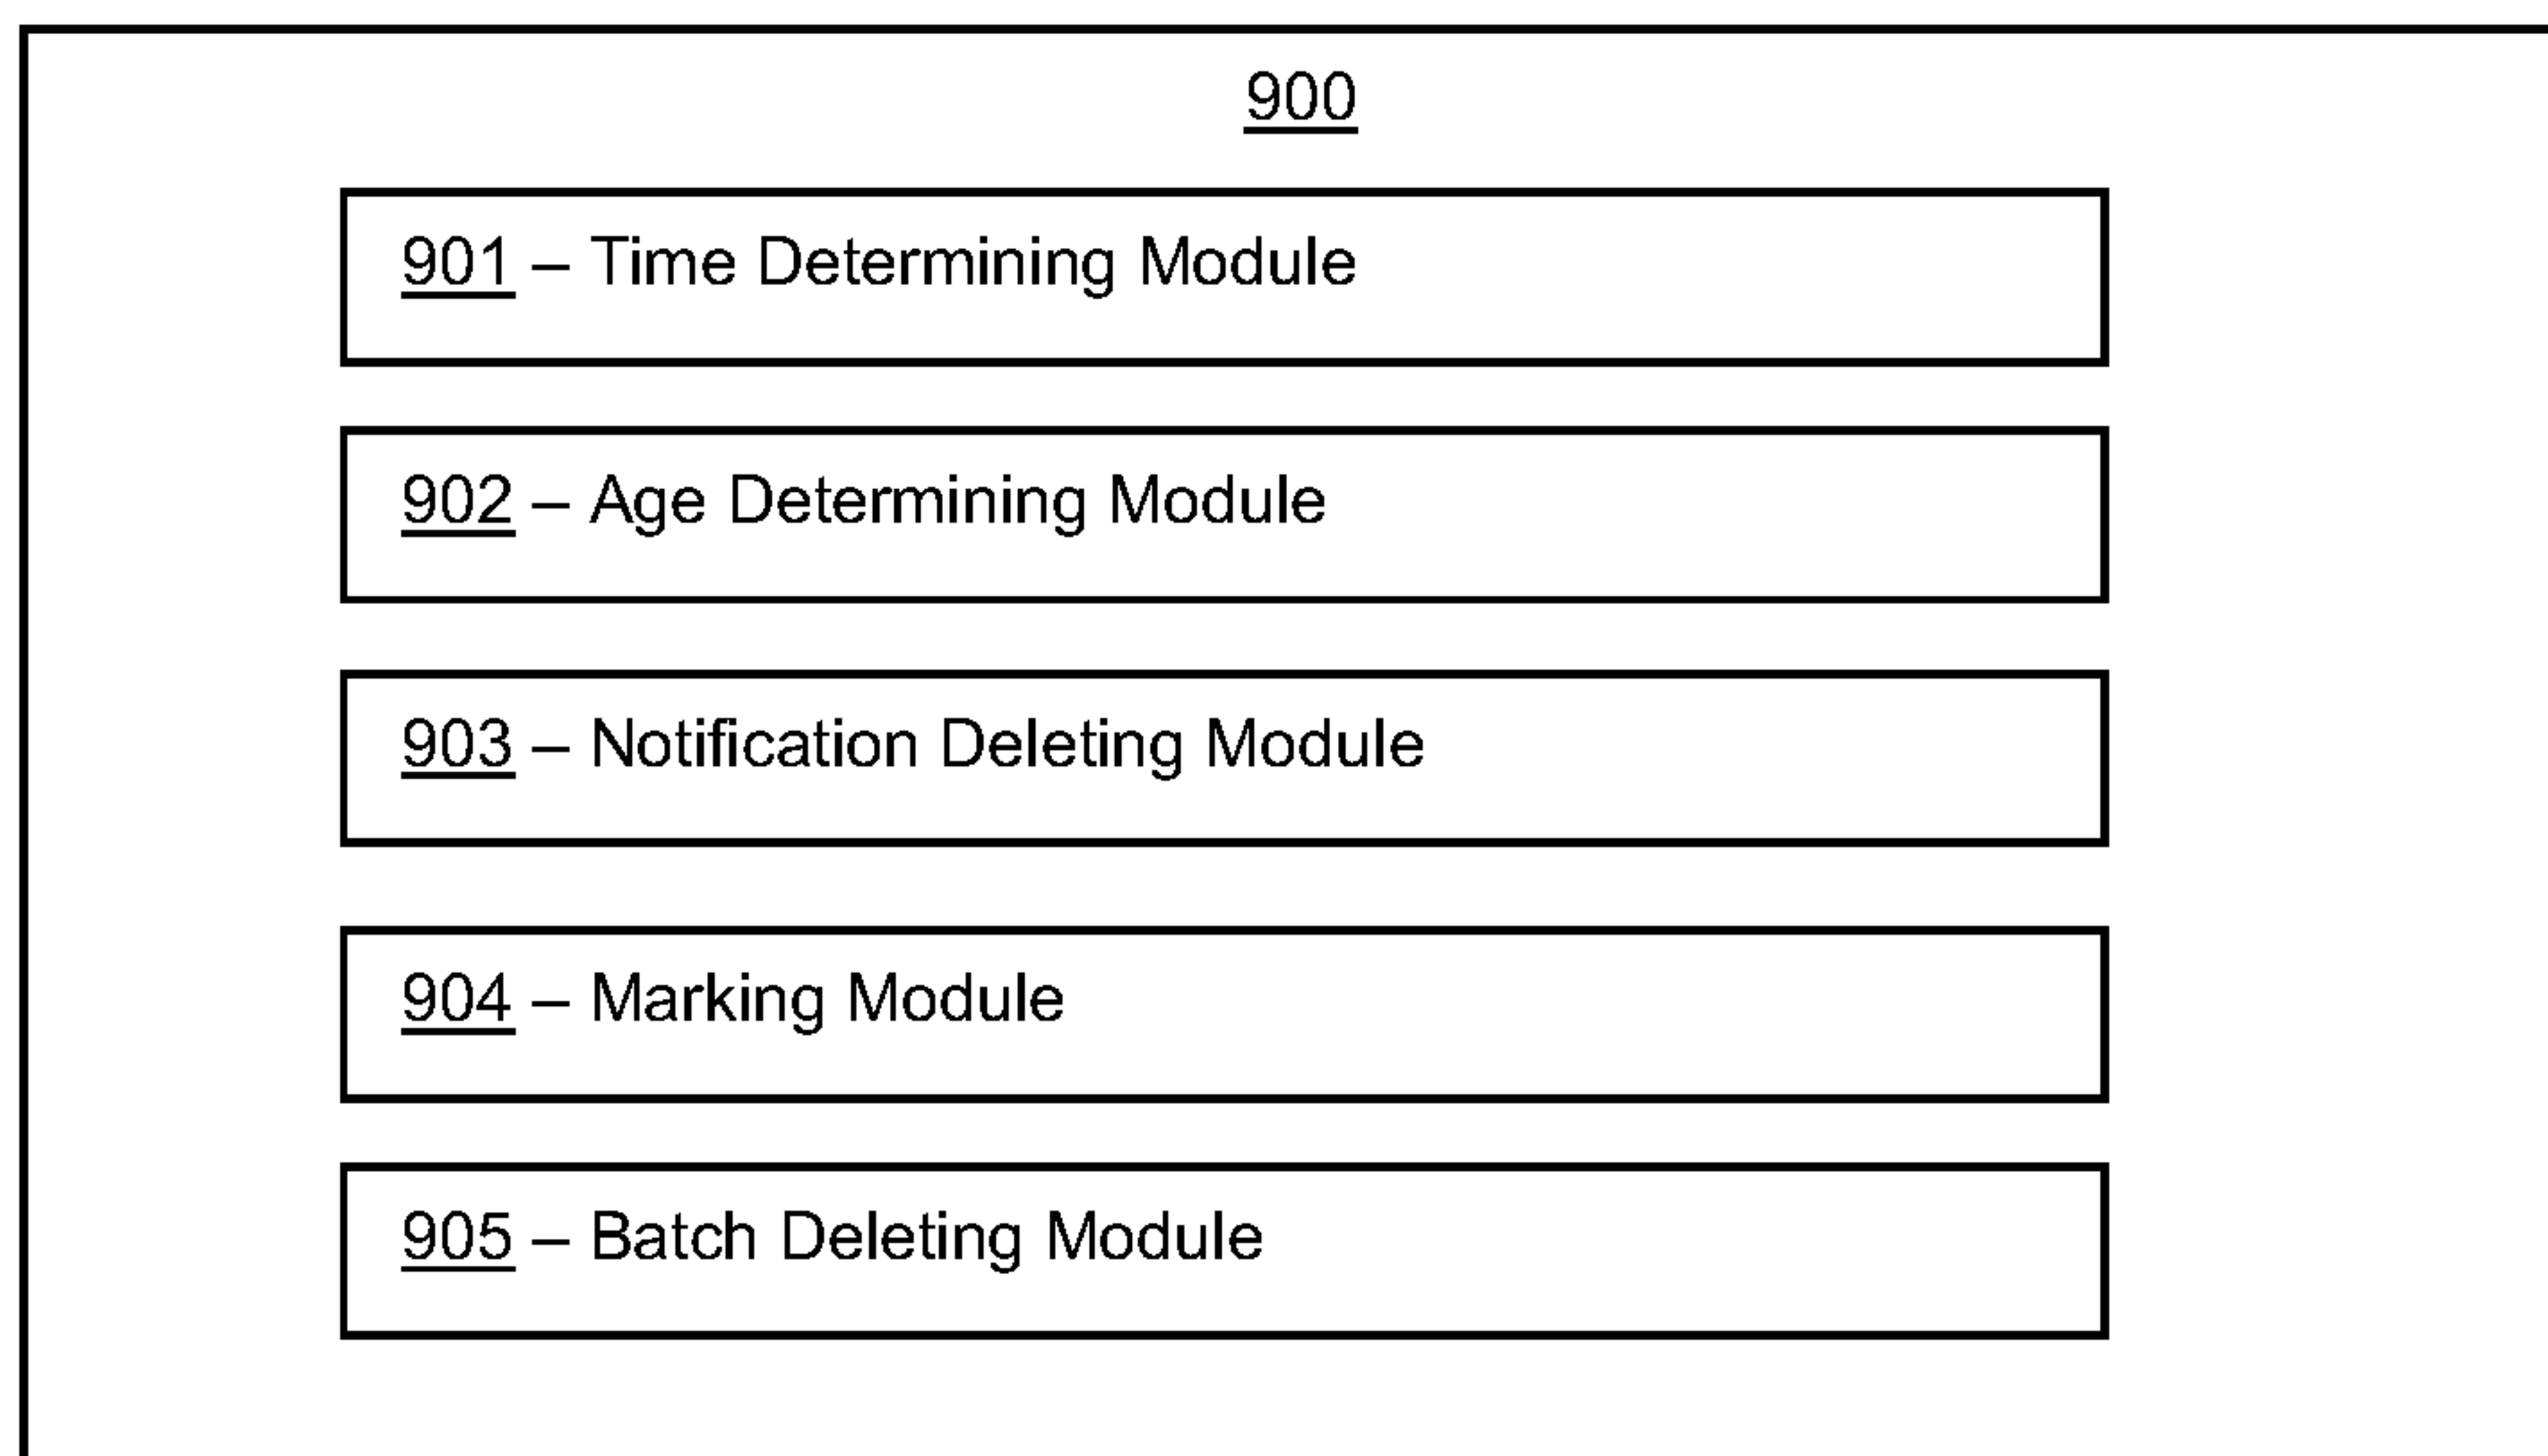 900
901 – Time Determining Module
902 – Age Determining Module
903 – Notification Deleting Module
904 – Marking Module
905 – Batch Deleting Module